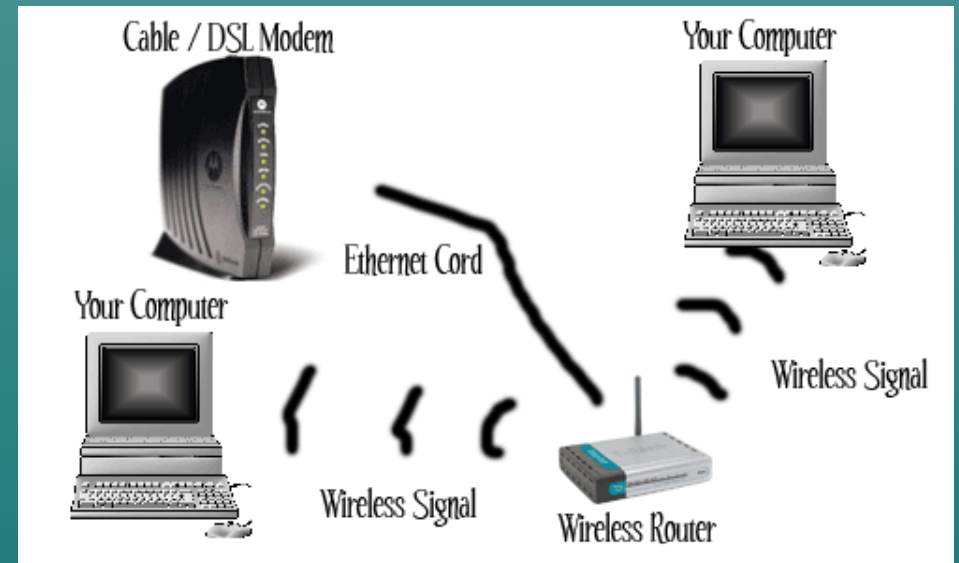 Cable / DSL Modem
Your Computer
Ethernet Cord
Your Computer
Wireless Signal
Wireless Signal
Wireless Router